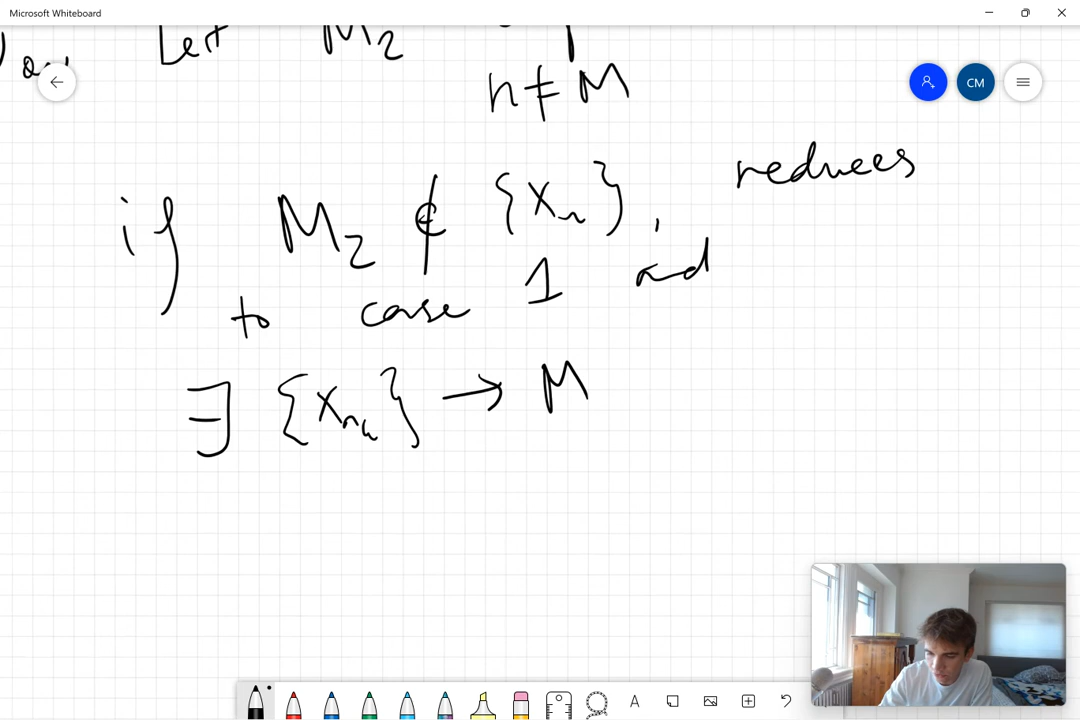 Microsoft Whiteboard
Let M₂
n ≠ M
CM
if M₂ ∉ {xₙ}, reduces
to case 1 and
∃ {xₙₖ} → M
A